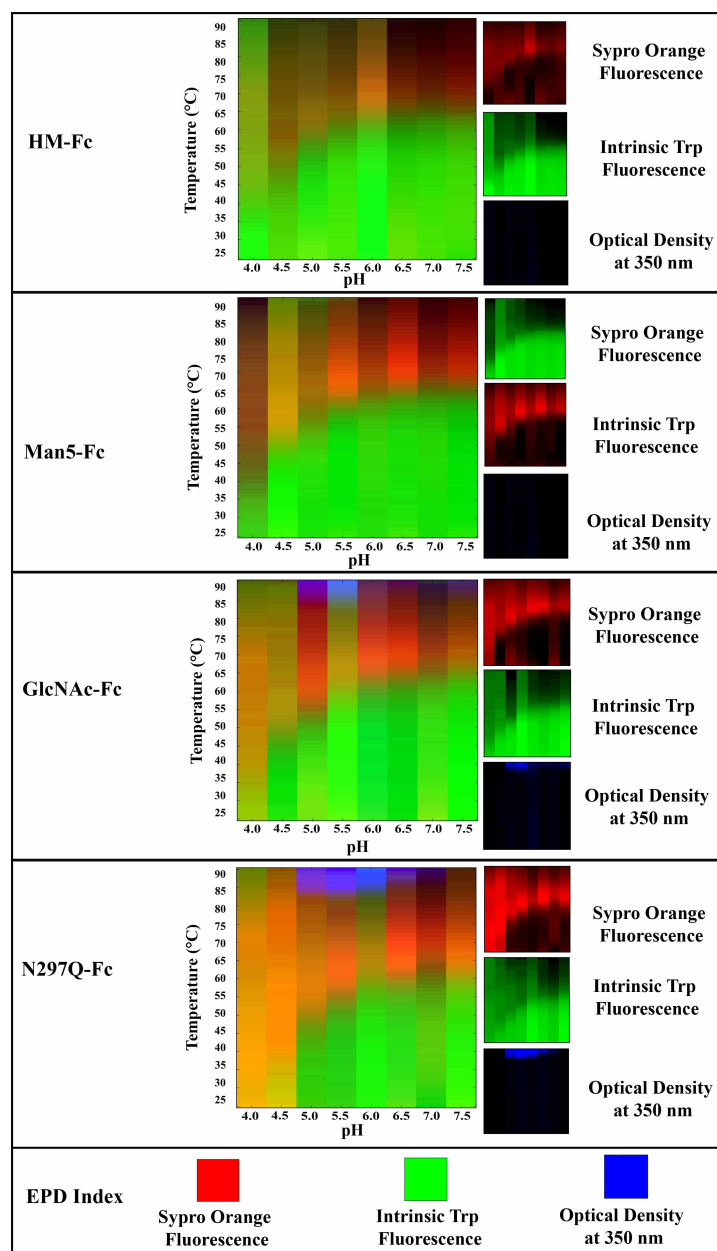 HM-Fc
Temperature (°C)
90
85
80
75
70
65
60
55
50
45
40
35
30
25
4.0 4.5 5.0 5.5 6.0 6.5 7.0 7.5
pH
Sypro Orange
Fluorescence
Intrinsic Trp
Fluorescence
Optical Density
at 350 nm
Man5-Fc
Temperature (°C)
90
85
80
75
70
65
60
55
50
45
40
35
30
25
4.0 4.5 5.0 5.5 6.0 6.5 7.0 7.5
pH
Sypro Orange
Fluorescence
Intrinsic Trp
Fluorescence
Optical Density
at 350 nm
GlcNAc-Fc
Temperature (°C)
90
85
80
75
70
65
60
55
50
45
40
35
30
25
4.0 4.5 5.0 5.5 6.0 6.5 7.0 7.5
pH
Sypro Orange
Fluorescence
Intrinsic Trp
Fluorescence
Optical Density
at 350 nm
N297Q-Fc
Temperature (°C)
90
85
80
75
70
65
60
55
50
45
40
35
30
25
4.0 4.5 5.0 5.5 6.0 6.5 7.0 7.5
pH
Sypro Orange
Fluorescence
Intrinsic Trp
Fluorescence
Optical Density
at 350 nm
EPD Index
Sypro Orange
Fluorescence
Intrinsic Trp
Fluorescence
Optical Density
at 350 nm